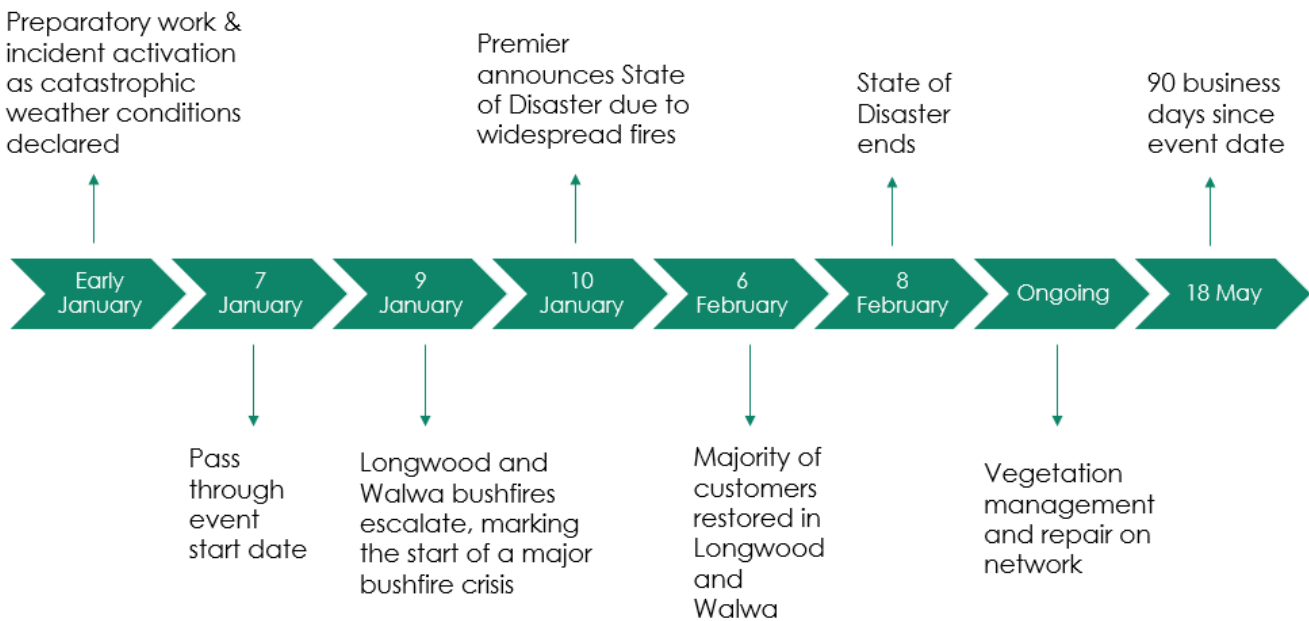 Preparatory work &
incident activation
as catastrophic
weather conditions
declared
Premier
announces State
of Disaster due to
widespread fires
State of
Disaster
ends
90 business
days since
event date
Early
January
7
January
9
January
10
January
6
February
8
February
Ongoing
18 May
Pass
through
event
start date
Longwood and
Walwa bushfires
escalate, marking
the start of a major
bushfire crisis
Majority of
customers
restored in
Longwood
and
Walwa
Vegetation
management
and repair on
network